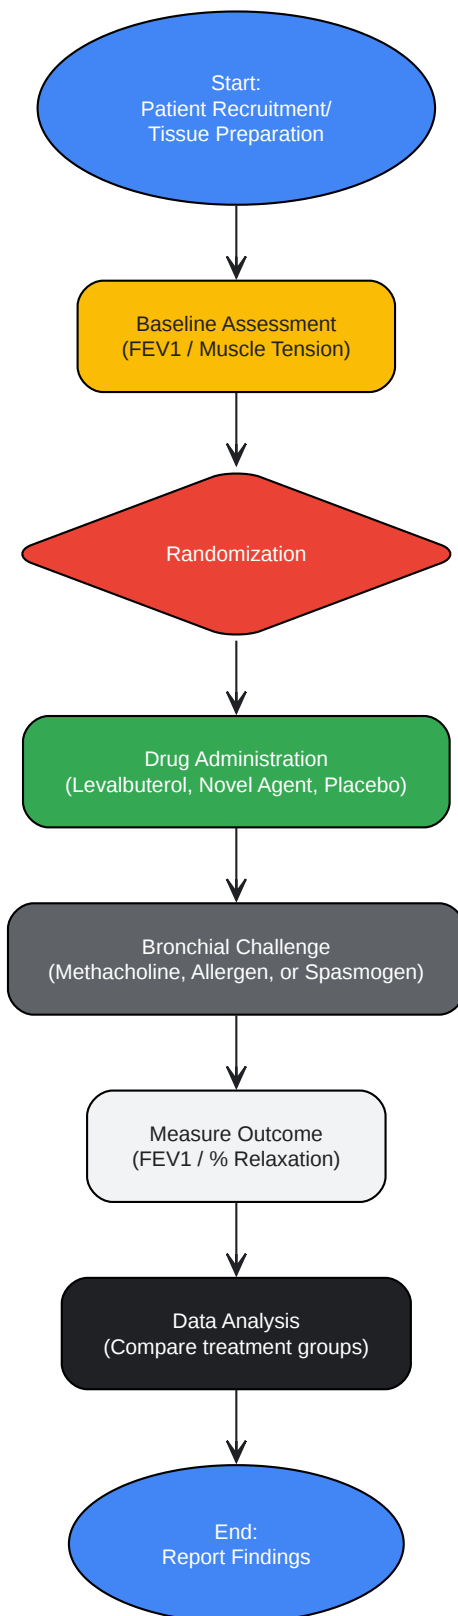 Start:
Patient Recruitment/
Tissue Preparation
Baseline Assessment
(FEV1 / Muscle Tension)
Randomization
Drug Administration
(Levalbuterol, Novel Agent, Placebo)
Bronchial Challenge
(Methacholine, Allergen, or Spasmogen)
Measure Outcome
(FEV1 / % Relaxation)
Data Analysis
(Compare treatment groups)
End:
Report Findings